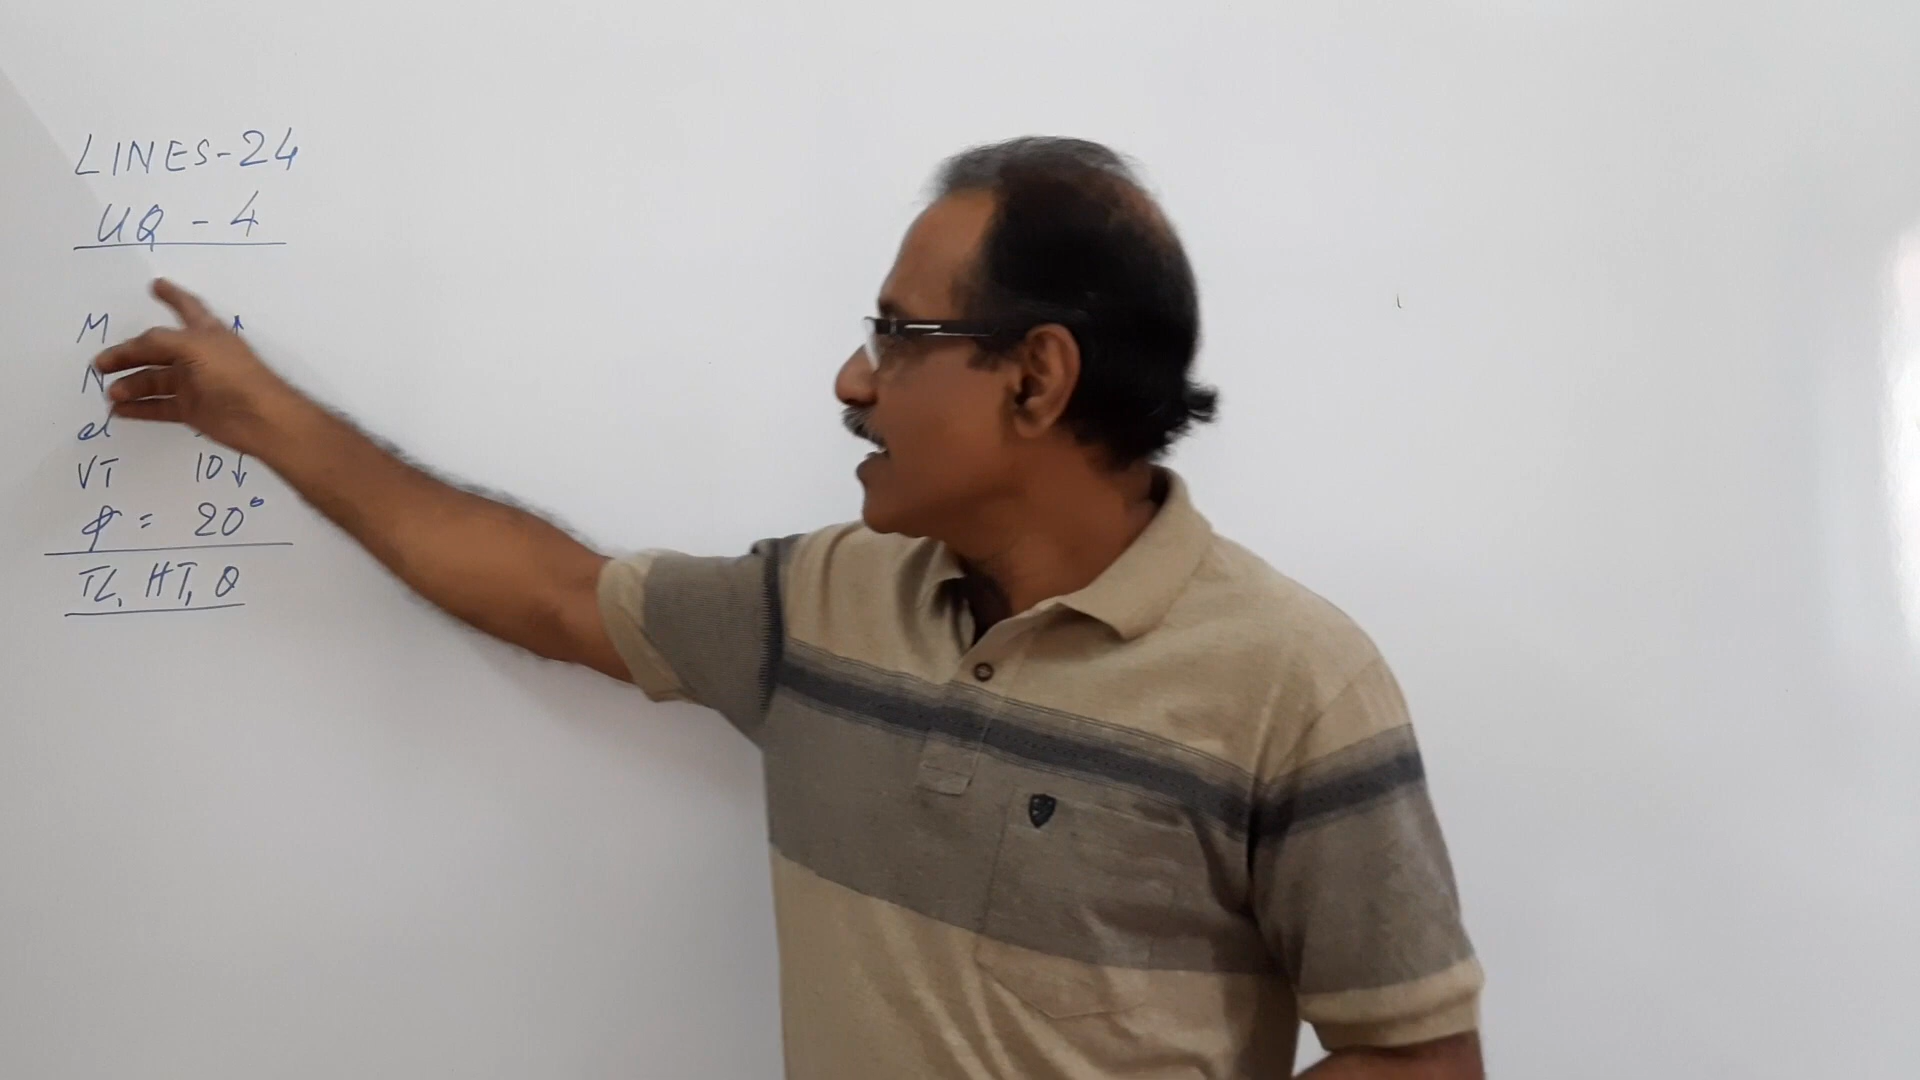 LINES-24
UQ - 4
M ↑
N
d
VT 10↓
φ = 20°
TL, HT, θ